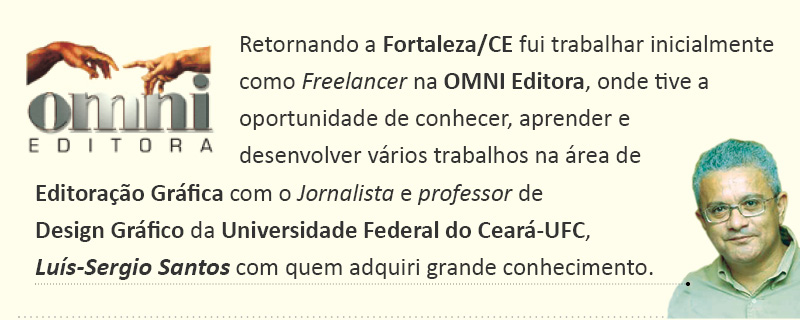 omni
EDITORA
Retornando a Fortaleza/CE fui trabalhar inicialmente
como Freelancer na OMNI Editora, onde tive a
oportunidade de conhecer, aprender e
desenvolver vários trabalhos na área de
Editoração Gráfica com o Jornalista e professor de
Design Gráfico da Universidade Federal do Ceará-UFC,
Luís-Sergio Santos com quem adquiri grande conhecimento.